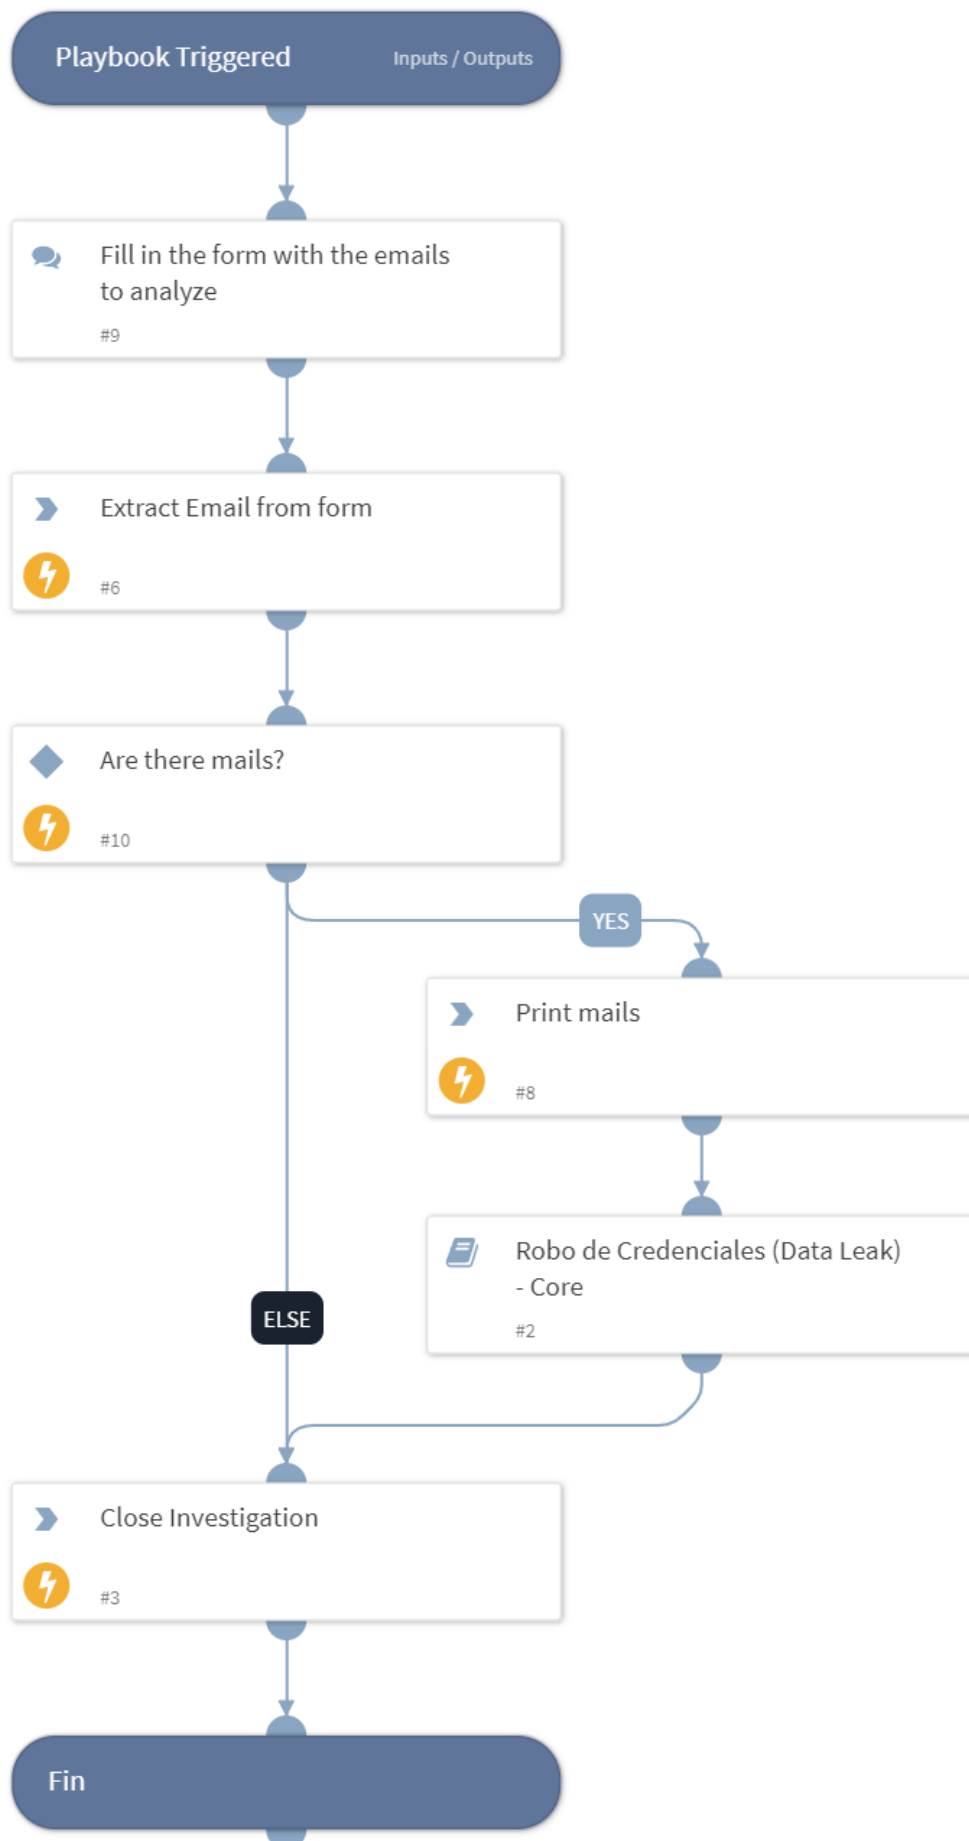 Playbook Triggered
Inputs / Outputs
Fill in the form with the emails
to analyze
#9
Extract Email from form
#6
Are there mails?
#10
YES
Print mails
#8
Robo de Credenciales (Data Leak)
- Core
#2
ELSE
Close Investigation
#3
Fin